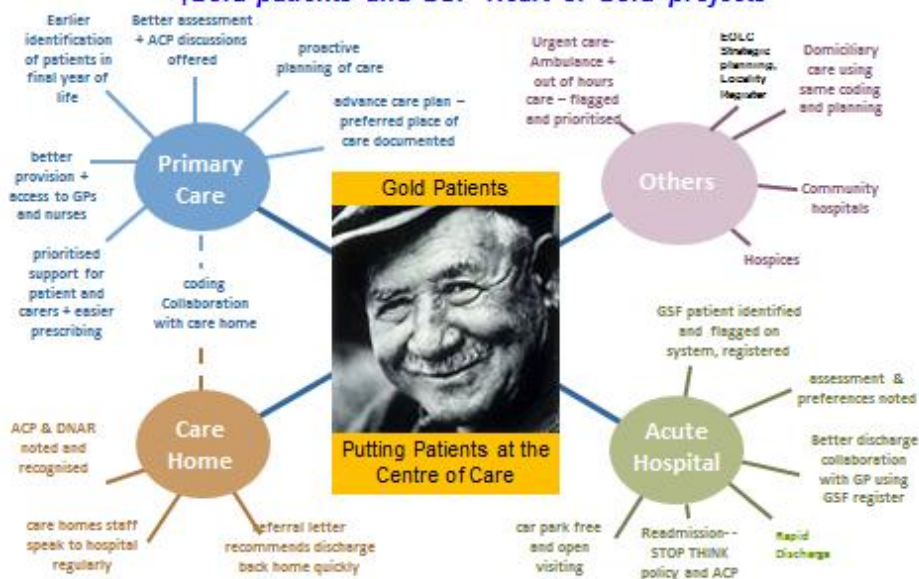 Gold patients and GSF Heart of Gold projects
Earlier
identification
of patients in
final year of
life
Better assessment
+ ACP discussions
offered
proactive
planning of care
advance care plan –
preferred place of
care documented
better
provision +
access to GPs
and nurses
Primary
Care
prioritised
support for
patient and
carers + easier
prescribing
coding
Collaboration
with care home
Urgent care-
Ambulance +
out of hours
care – flagged
and prioritised
EOLC
Strategic
planning,
Locality
Register
Domiciliary
care using
same coding
and planning
Others
Community
hospitals
Hospices
Gold Patients
Putting Patients at the
Centre of Care
Care
Home
ACP & DNAR
noted and
recognised
care homes staff
speak to hospital
regularly
referral letter
recommends discharge
back home quickly
Acute
Hospital
GSF patient identified
and flagged on
system, registered
assessment &
preferences noted
Better discharge
collaboration
with GP using
GSF register
Rapid
Discharge
Readmission--
STOP THINK
policy and ACP
car park free
and open
visiting